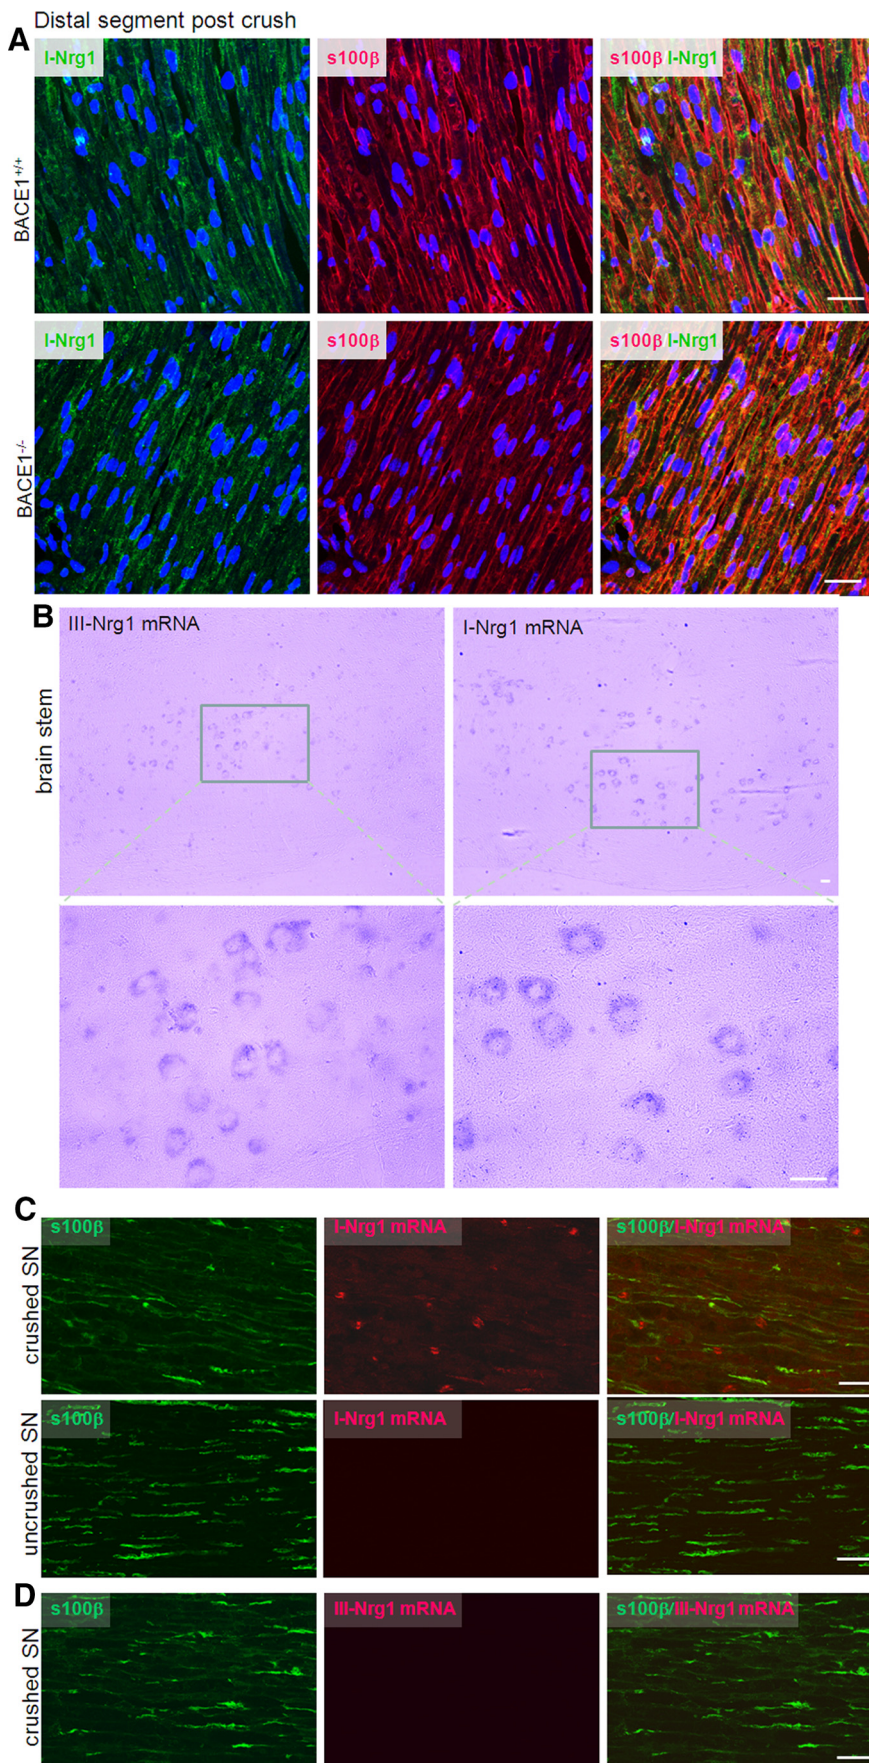 Distal segment post crush
A
I-Nrg1
s100β
s100β/I-Nrg1
BACE1+/+
I-Nrg1
s100β
s100β/I-Nrg1
BACE1-/-
B
III-Nrg1 mRNA
I-Nrg1 mRNA
brain stem
C
s100β
I-Nrg1 mRNA
s100β/I-Nrg1 mRNA
crushed SN
s100β
I-Nrg1 mRNA
s100β/I-Nrg1 mRNA
uncrushed SN
D
s100β
III-Nrg1 mRNA
s100β/III-Nrg1 mRNA
crushed SN